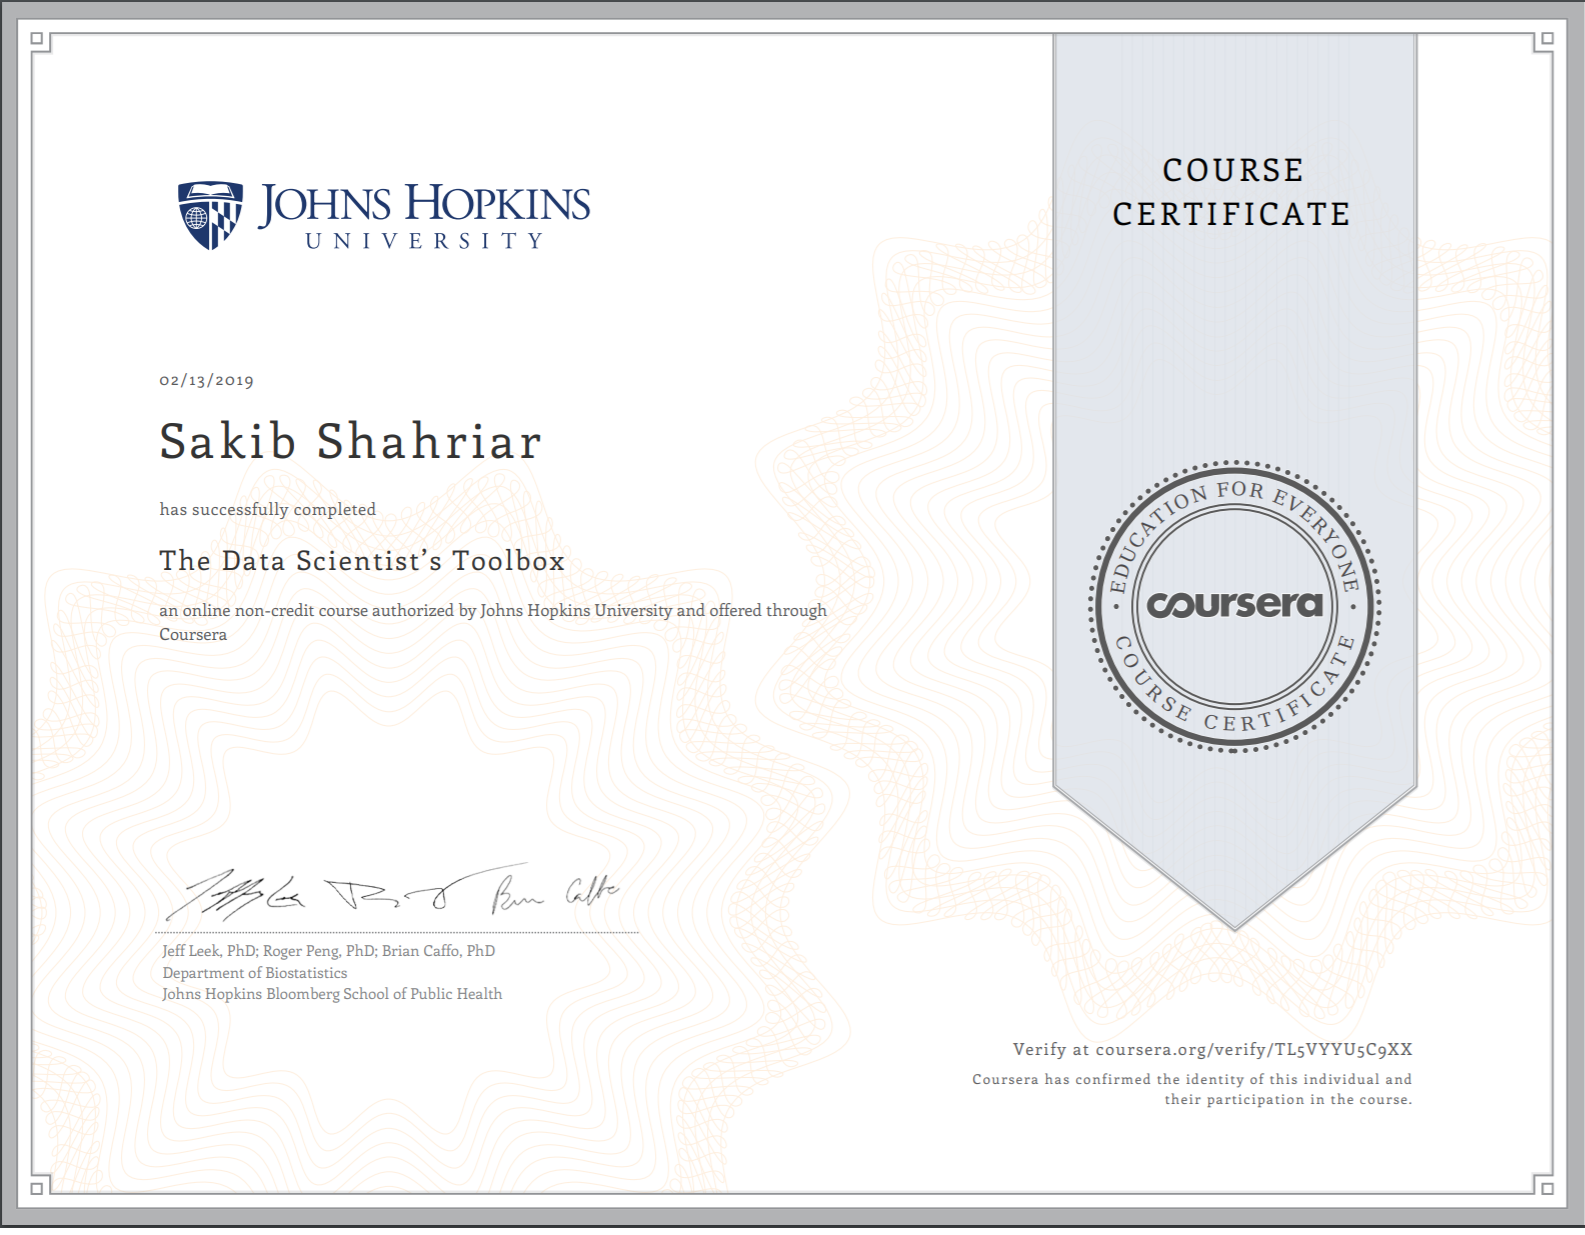 JOHNS HOPKINS
UNIVERSITY
COURSE
CERTIFICATE
02/13/2019
Sakib Shahriar
has successfully completed
The Data Scientist’s Toolbox
an online non-credit course authorized by Johns Hopkins University and offered through
Coursera
EDUCATION FOR EVERYONE
coursera
COURSE CERTIFICATE
Jeff Leek, PhD; Roger Peng, PhD; Brian Caffo, PhD
Department of Biostatistics
Johns Hopkins Bloomberg School of Public Health
Verify at coursera.org/verify/TL5VYYU5C9XX
Coursera has confirmed the identity of this individual and
their participation in the course.